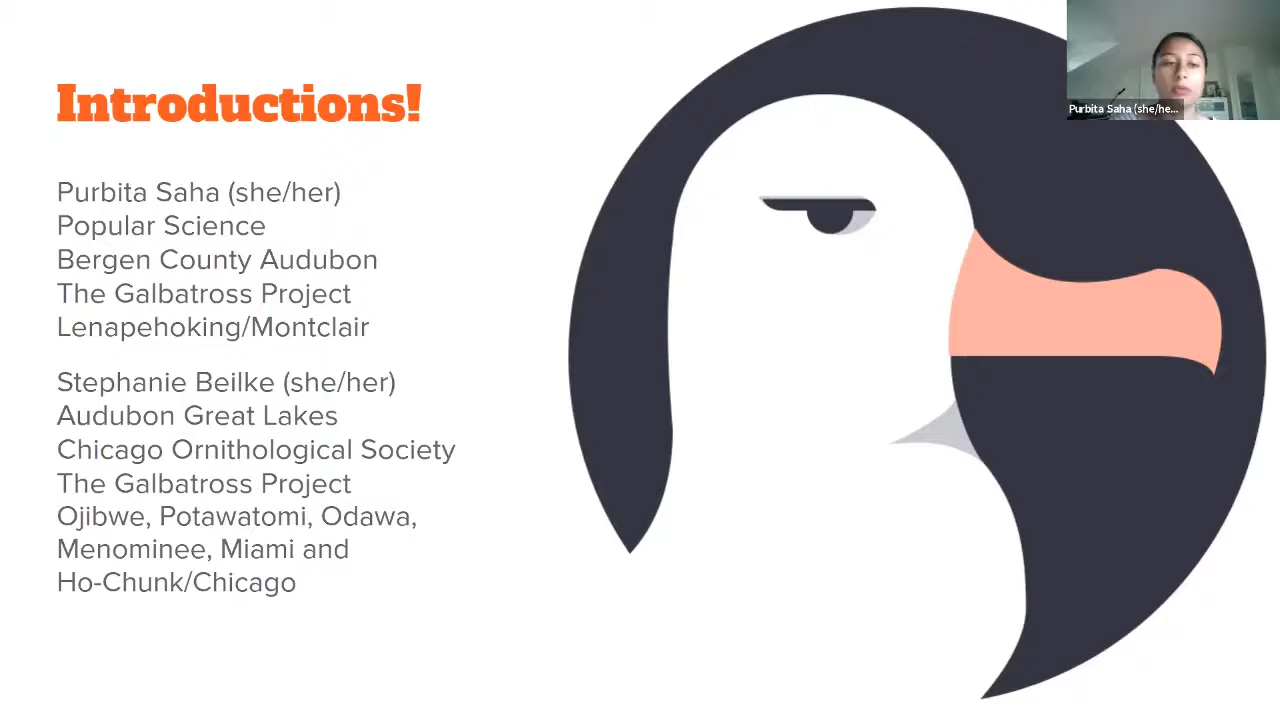 Introductions!
Purbita Saha (she/her)
Popular Science
Bergen County Audubon
The Galbatross Project
Lenapehoking/Montclair
Stephanie Beilke (she/her)
Audubon Great Lakes
Chicago Ornithological Society
The Galbatross Project
Ojibwe, Potawatomi, Odawa,
Menominee, Miami and
Ho-Chunk/Chicago
Purbita Saha (she/he...